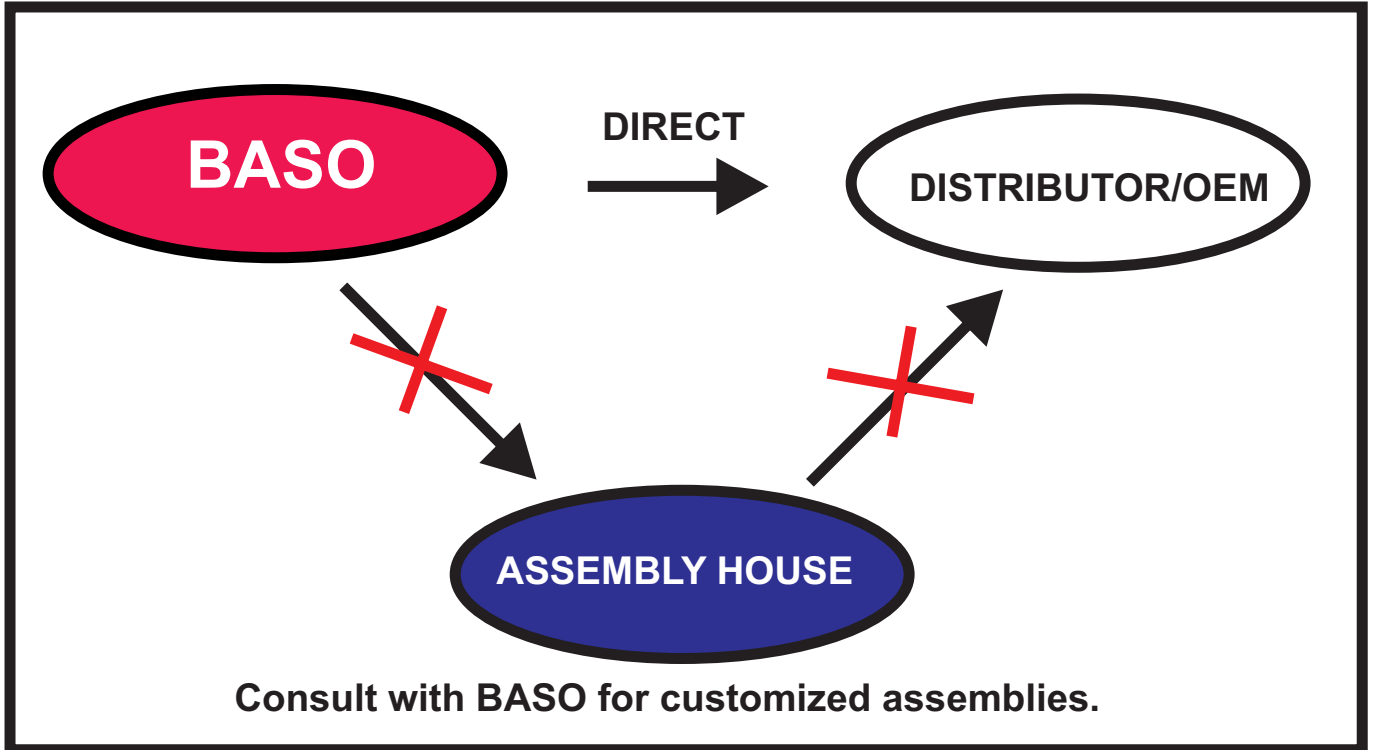 BASO
DIRECT
DISTRIBUTOR/OEM
ASSEMBLY HOUSE
Consult with BASO for customized assemblies.